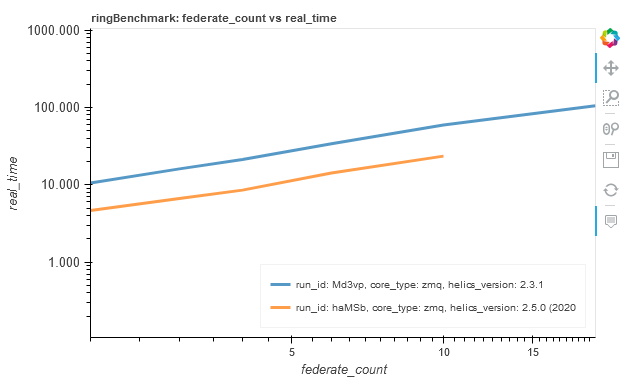 ringBenchmark: federate_count vs real_time
1000.000
100.000
10.000
1.000
real_time
run_id: Md3vp, core_type: zmq, helics_version: 2.3.1
run_id: haMSb, core_type: zmq, helics_version: 2.5.0 (2020
5
10
15
federate_count